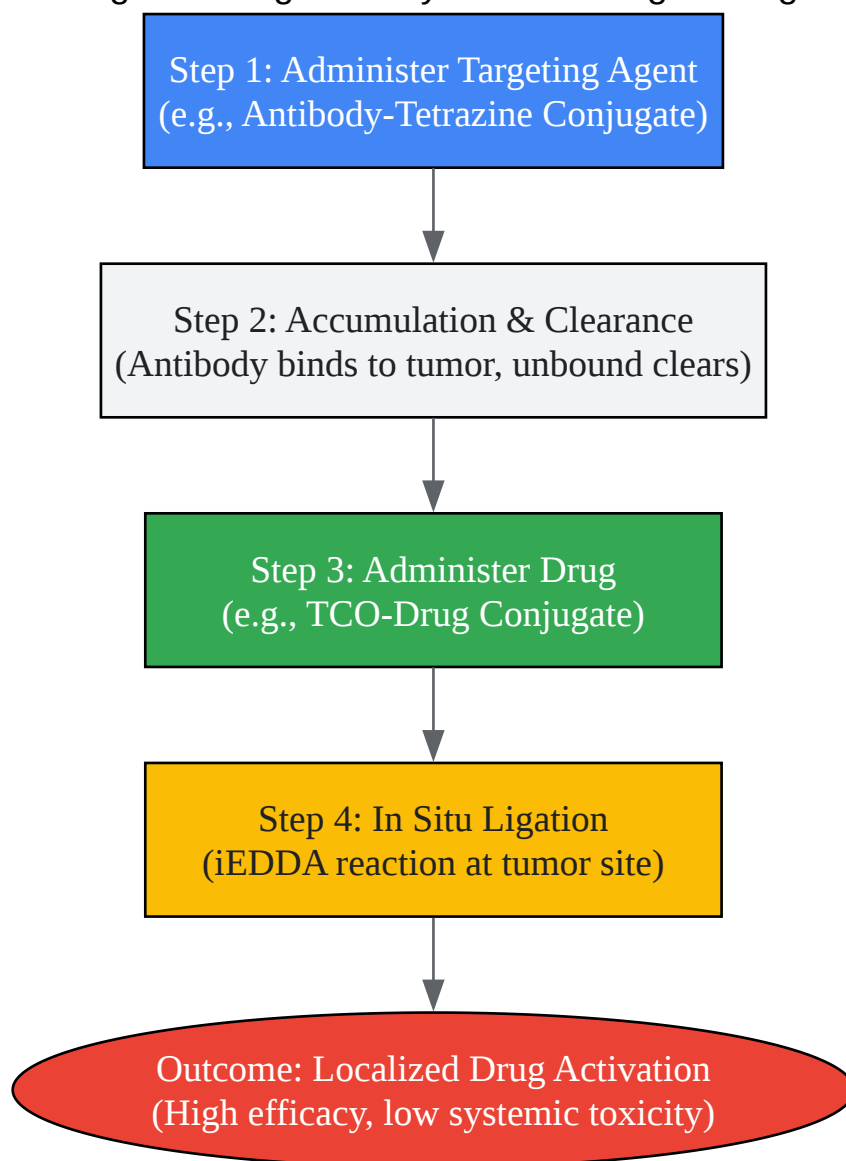 Step 1: Administer Targeting Agent
(e.g., Antibody-Tetrazine Conjugate)
Step 2: Accumulation & Clearance
(Antibody binds to tumor, unbound clears)
Step 3: Administer Drug
(e.g., TCO-Drug Conjugate)
Step 4: In Situ Ligation
(iEDDA reaction at tumor site)
Outcome: Localized Drug Activation
(High efficacy, low systemic toxicity)